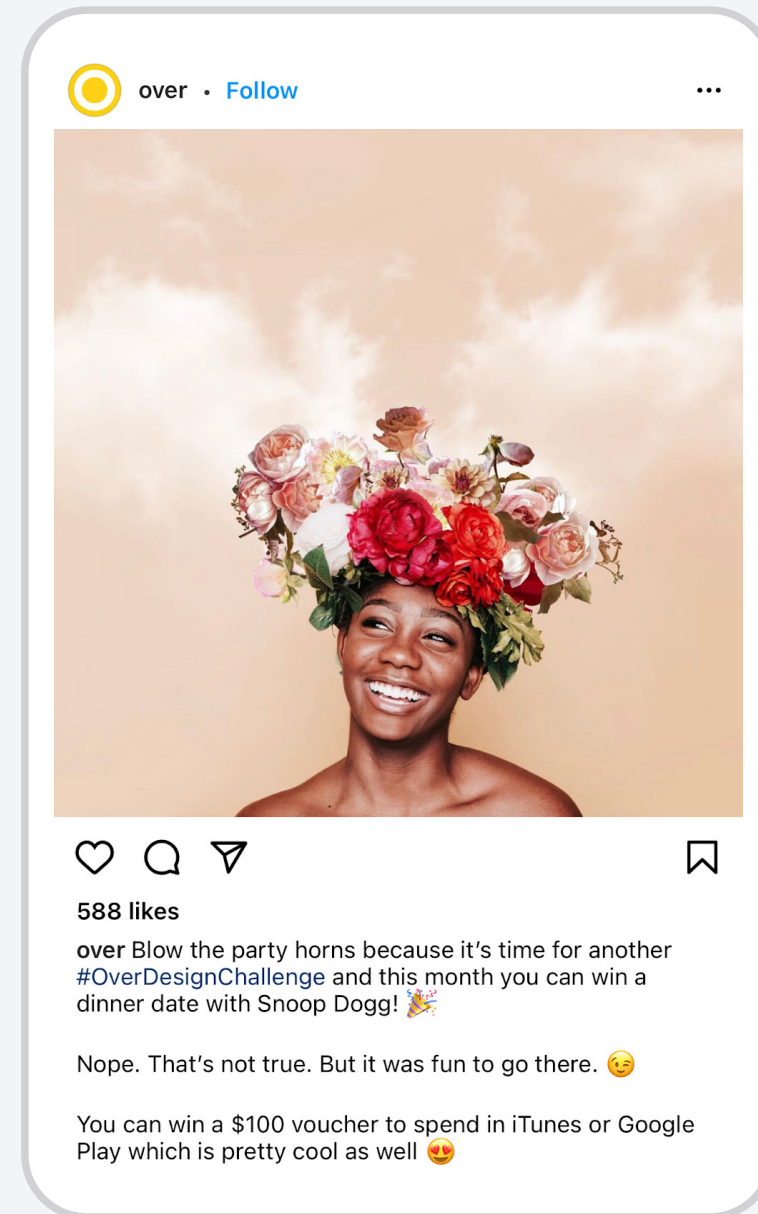 over • Follow
588 likes
over Blow the party horns because it’s time for another
#OverDesignChallenge and this month you can win a
dinner date with Snoop Dogg! 🎉
Nope. That’s not true. But it was fun to go there. 😉
You can win a $100 voucher to spend in iTunes or Google
Play which is pretty cool as well 😍